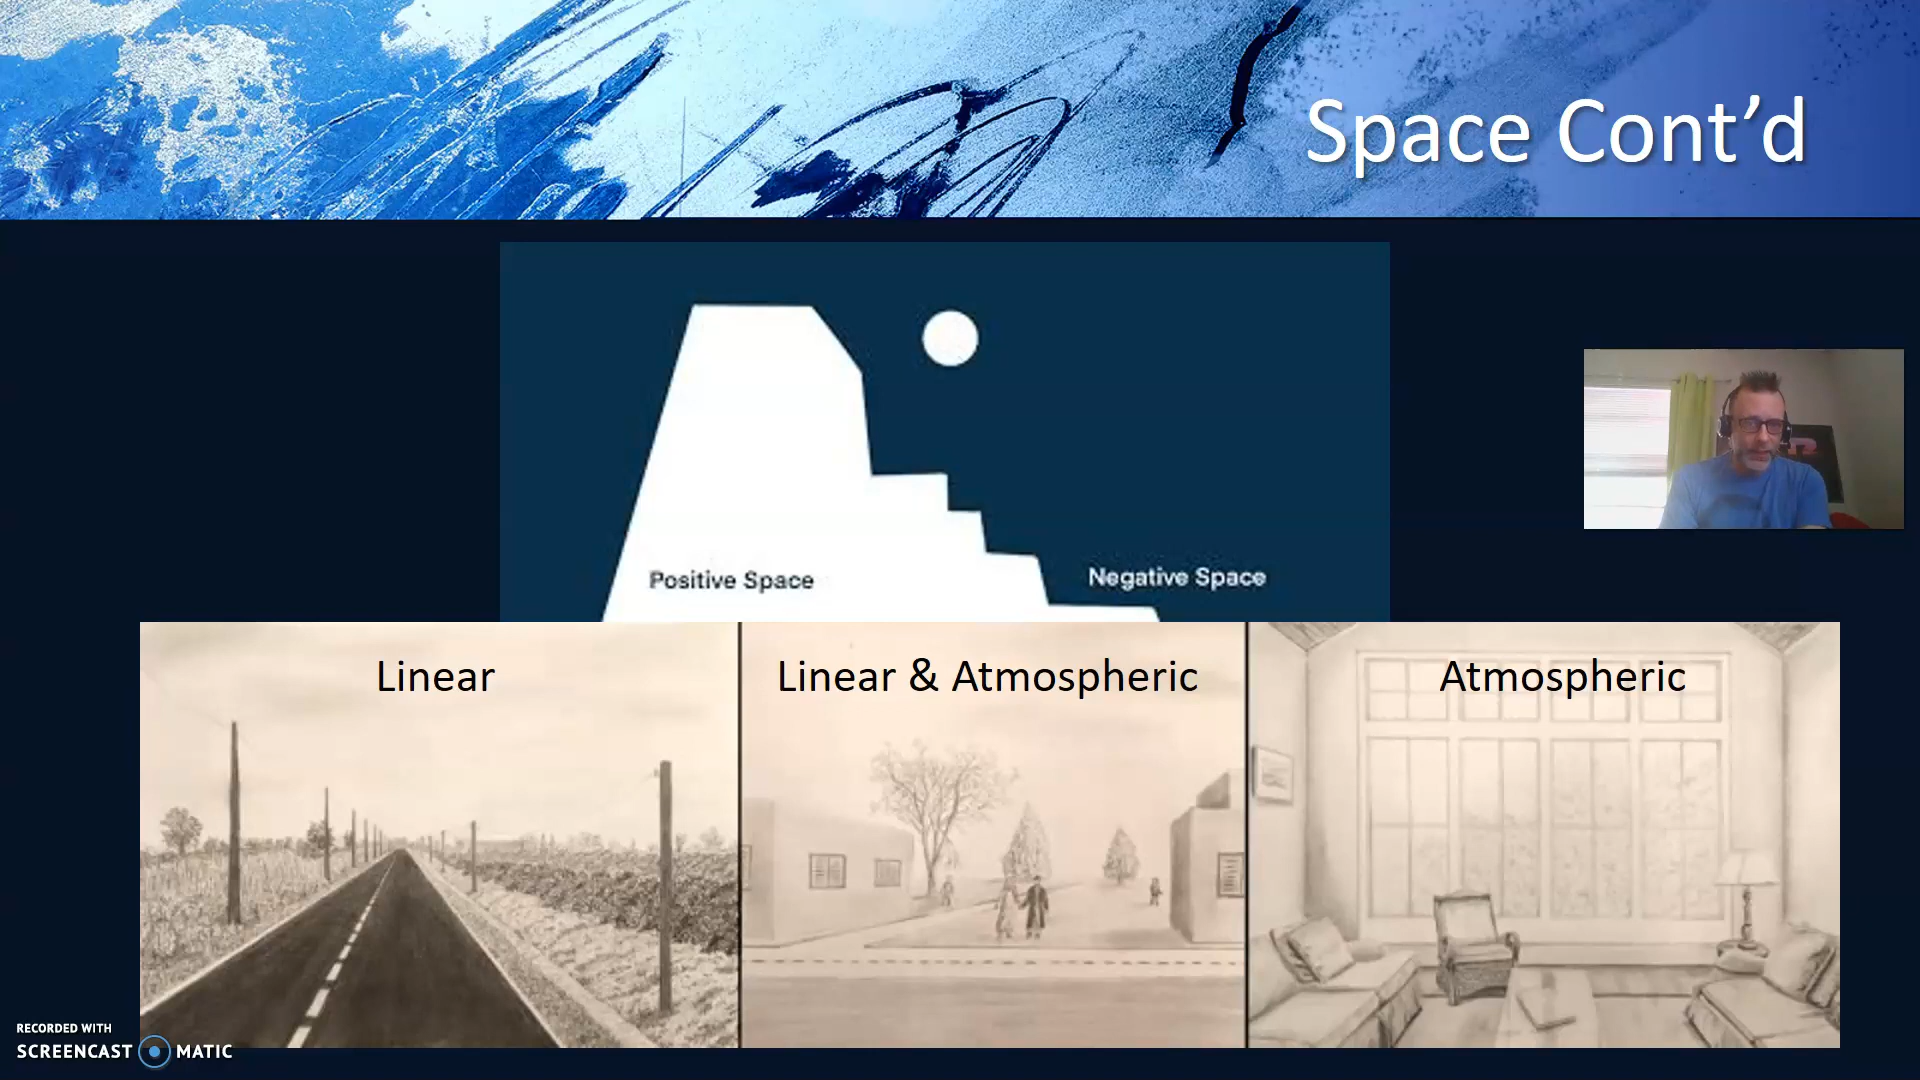 Space Cont’d
Positive Space
Negative Space
Linear
Linear & Atmospheric
Atmospheric
RECORDED WITH
SCREENCAST MATIC